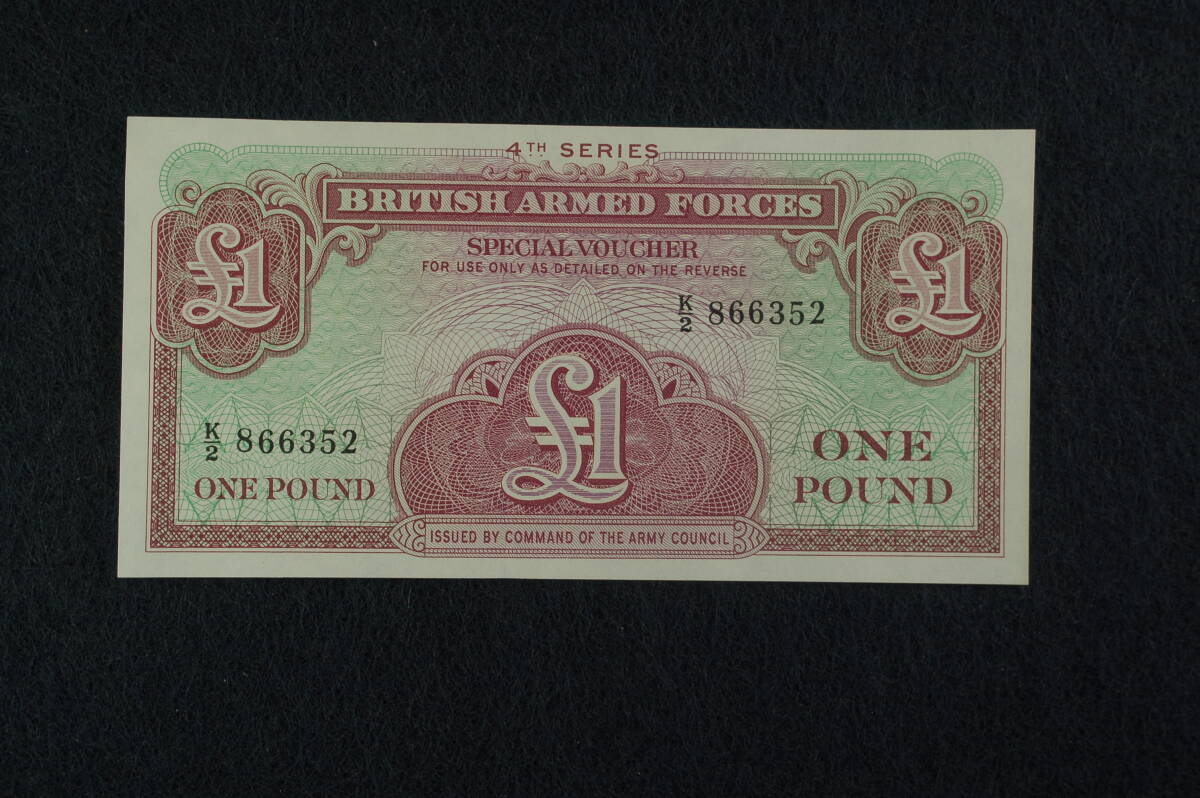 4TH SERIES
BRITISH ARMED FORCES
SPECIAL VOUCHER
FOR USE ONLY AS DETAILED ON THE REVERSE
£1
£1
K/2 866352
£1
K/2 866352
ONE POUND
ONE
POUND
ISSUED BY COMMAND OF THE ARMY COUNCIL